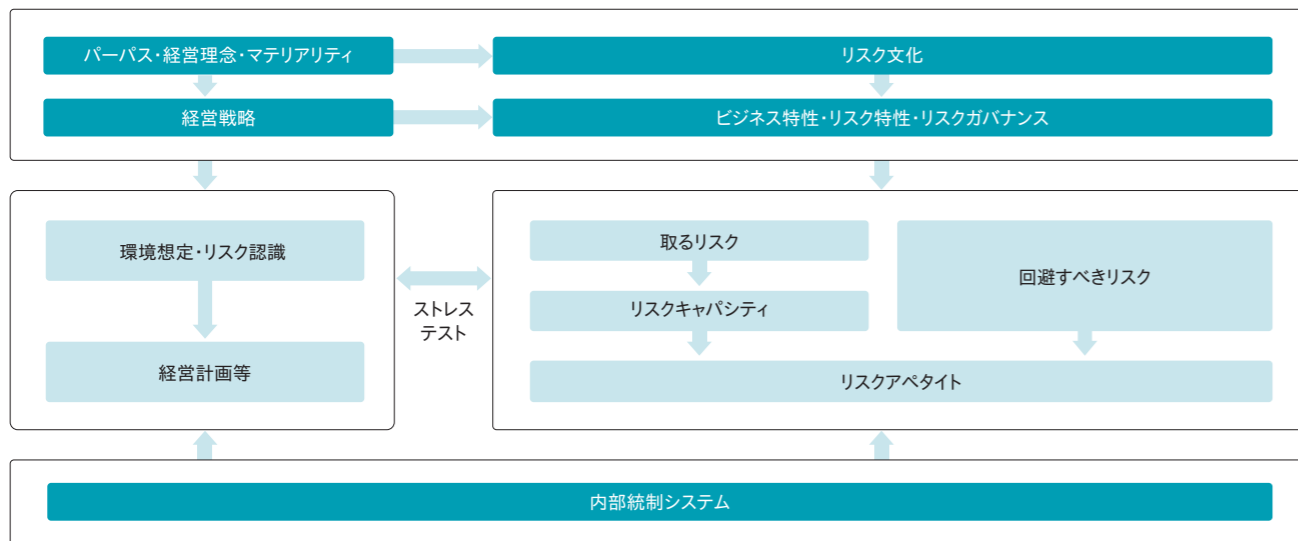 パーパス・経営理念・マテリアリティ
リスク文化
経営戦略
ビジネス特性・リスク特性・リスクガバナンス
環境想定・リスク認識
経営計画等
ストレス
テスト
取るリスク
リスクキャパシティ
回避すべきリスク
リスクアペタイト
内部統制システム